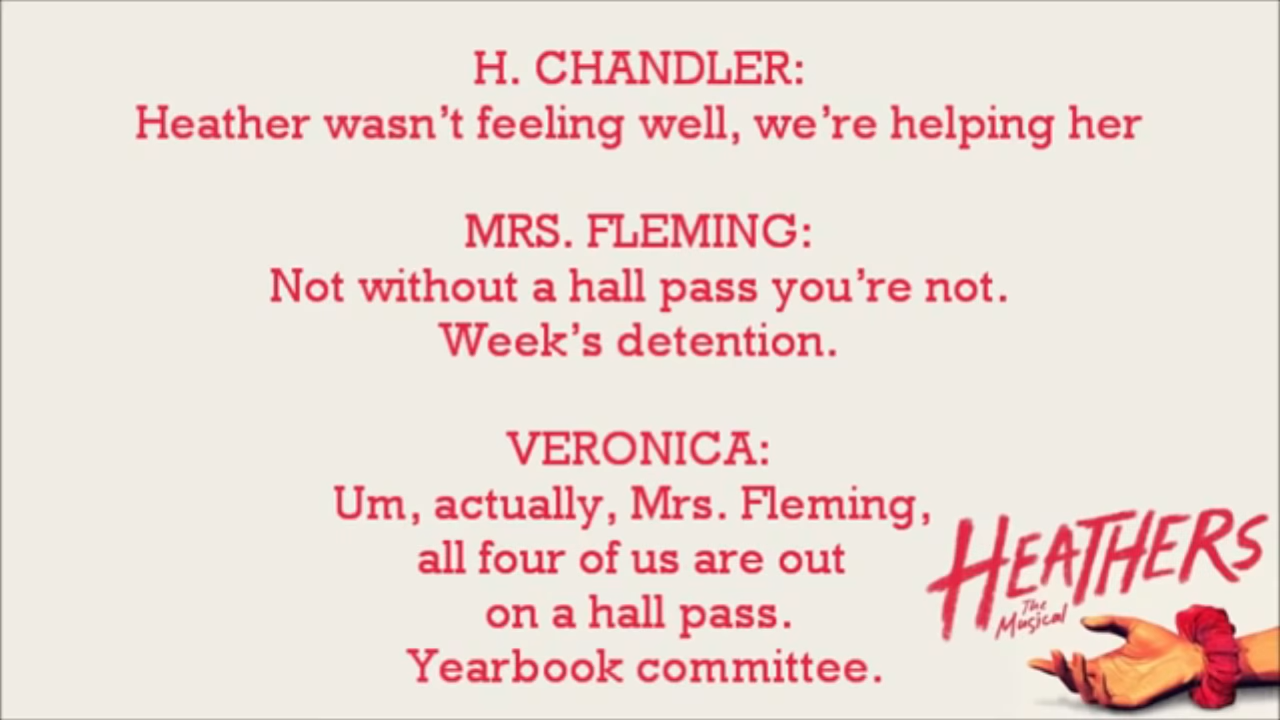 H. CHANDLER:
Heather wasn't feeling well, we're helping her
MRS. FLEMING:
Not without a hall pass you're not.
Week's detention.
VERONICA:
Um, actually, Mrs. Fleming,
all four of us are out
on a hall pass.
Yearbook committee.
HEATHERS
The
Musical